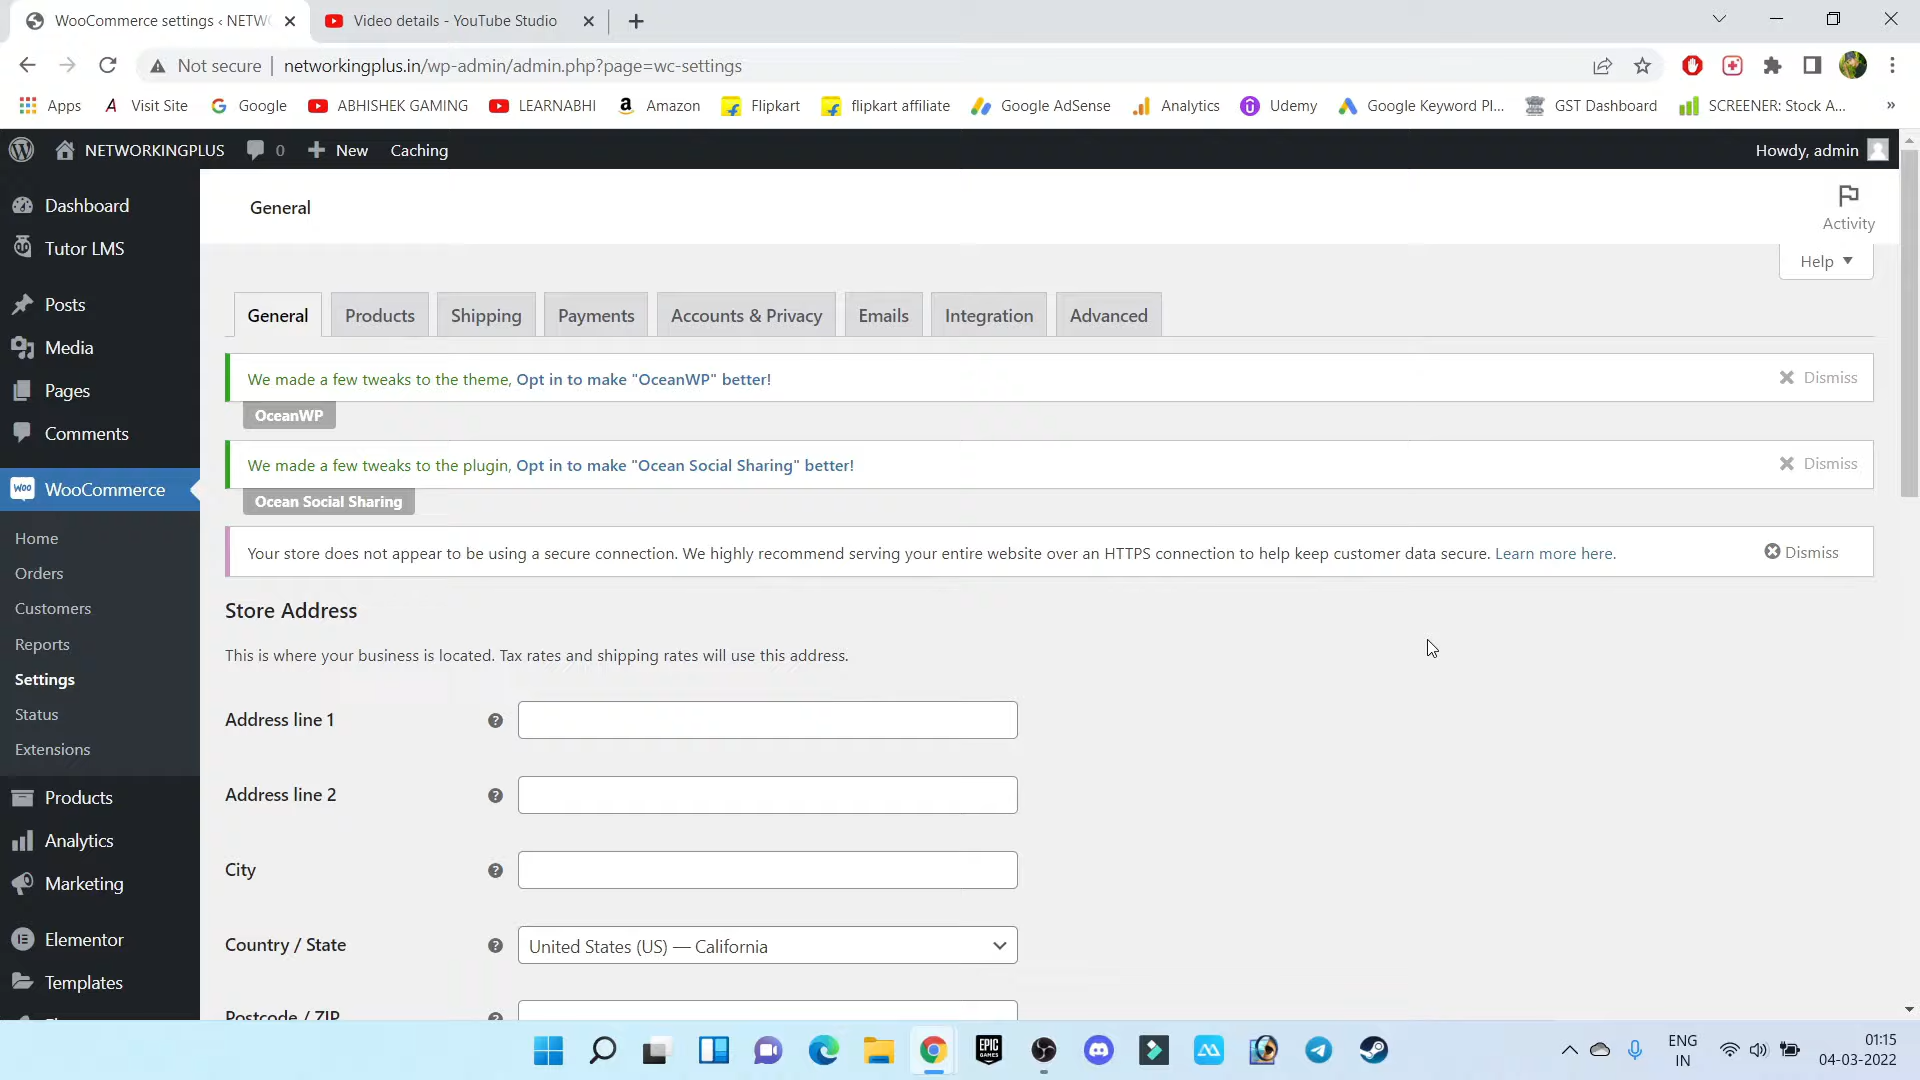 WooCommerce settings ‹ NETWO
Video details - YouTube Studio
Not secure
networkingplus.in/wp-admin/admin.php?page=wc-settings
Apps
Visit Site
Google
ABHISHEK GAMING
LEARNABHI
Amazon
Flipkart
flipkart affiliate
Google AdSense
Analytics
Udemy
Google Keyword Pl...
GST Dashboard
SCREENER: Stock A...
NETWORKINGPLUS
0
New
Caching
Howdy, admin
Dashboard
Tutor LMS
Posts
Media
Pages
Comments
WooCommerce
Home
Orders
Customers
Reports
Settings
Status
Extensions
Products
Analytics
Marketing
Elementor
Templates
General
Activity
Help
General
Products
Shipping
Payments
Accounts & Privacy
Emails
Integration
Advanced
We made a few tweaks to the theme, Opt in to make "OceanWP" better!
Dismiss
OceanWP
We made a few tweaks to the plugin, Opt in to make "Ocean Social Sharing" better!
Dismiss
Ocean Social Sharing
Your store does not appear to be using a secure connection. We highly recommend serving your entire website over an HTTPS connection to help keep customer data secure. Learn more here.
Dismiss
Store Address
This is where your business is located. Tax rates and shipping rates will use this address.
Address line 1
Address line 2
City
Country / State
United States (US) — California
Postcode / ZIP
EPIC GAMES
ENG
IN
01:15
04-03-2022